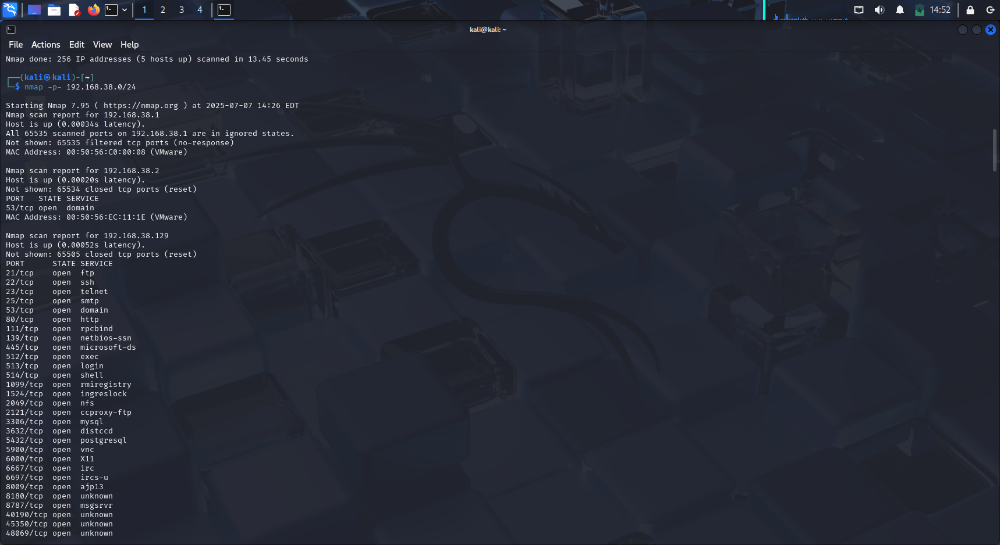 1 2 3 4
14:52
kali@kali: ~
File Actions Edit View Help
Nmap done: 256 IP addresses (5 hosts up) scanned in 13.45 seconds
┌──(kali㉿kali)-[~]
└─$ nmap -p- 192.168.38.0/24
Starting Nmap 7.95 ( https://nmap.org ) at 2025-07-07 14:26 EDT
Nmap scan report for 192.168.38.1
Host is up (0.00034s latency).
All 65535 scanned ports on 192.168.38.1 are in ignored states.
Not shown: 65535 filtered tcp ports (no-response)
MAC Address: 00:50:56:C0:00:08 (VMware)
Nmap scan report for 192.168.38.2
Host is up (0.00020s latency).
Not shown: 65534 closed tcp ports (reset)
PORT   STATE SERVICE
53/tcp open  domain
MAC Address: 00:50:56:EC:11:1E (VMware)
Nmap scan report for 192.168.38.129
Host is up (0.00052s latency).
Not shown: 65505 closed tcp ports (reset)
PORT      STATE SERVICE
21/tcp    open  ftp
22/tcp    open  ssh
23/tcp    open  telnet
25/tcp    open  smtp
53/tcp    open  domain
80/tcp    open  http
111/tcp   open  rpcbind
139/tcp   open  netbios-ssn
445/tcp   open  microsoft-ds
512/tcp   open  exec
513/tcp   open  login
514/tcp   open  shell
1099/tcp  open  rmiregistry
1524/tcp  open  ingreslock
2049/tcp  open  nfs
2121/tcp  open  ccproxy-ftp
3306/tcp  open  mysql
3632/tcp  open  distccd
5432/tcp  open  postgresql
5900/tcp  open  vnc
6000/tcp  open  X11
6667/tcp  open  irc
6697/tcp  open  ircs-u
8009/tcp  open  ajp13
8180/tcp  open  unknown
8787/tcp  open  msgsrvr
40190/tcp open  unknown
45350/tcp open  unknown
48069/tcp open  unknown